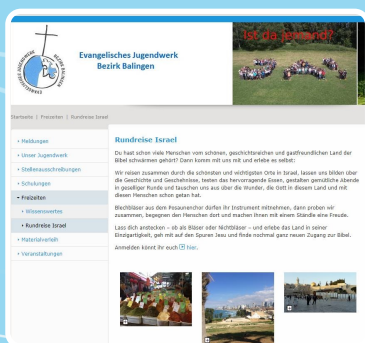 EVANGELISCHES JUGENDWERK
BEZIRK BALINGEN
Evangelisches Jugendwerk
Bezirk Balingen
Ist da jemand?
Startseite | Freizeiten | Rundreise Israel
Meldungen
Unser Jugendwerk
Stellenausschreibungen
Schulungen
Freizeiten
Wissenswertes
Rundreise Israel
Materialverleih
Veranstaltungen
Rundreise Israel
Du hast schon viele Menschen vom schönen, geschichtsreichen und gastfreundlichen Land der
Bibel schwärmen gehört? Dann komm mit uns mit und erlebe es selbst:
Wir reisen zusammen durch die schönsten und wichtigsten Orte in Israel, lassen uns bilden über
die Geschichte und Geschehnisse, testen das hervorragende Essen, gestalten gemütliche Abende
in geselliger Runde und tauschen uns aus über die Wunder, die Gott in diesem Land und mit
diesen Menschen schon getan hat.
Blechbläser aus dem Posaunenchor dürfen ihr Instrument mitnehmen, dann proben wir
zusammen, begegnen den Menschen dort und machen ihnen mit einem Ständle eine Freude.
Lass dich anstecken – ob als Bläser oder Nichtbläser – und erlebe das Land in seiner
Einzigartigkeit, geh mit auf den Spuren Jesu und finde nochmal ganz neuen Zugang zur Bibel.
Anmelden könnt ihr euch hier.